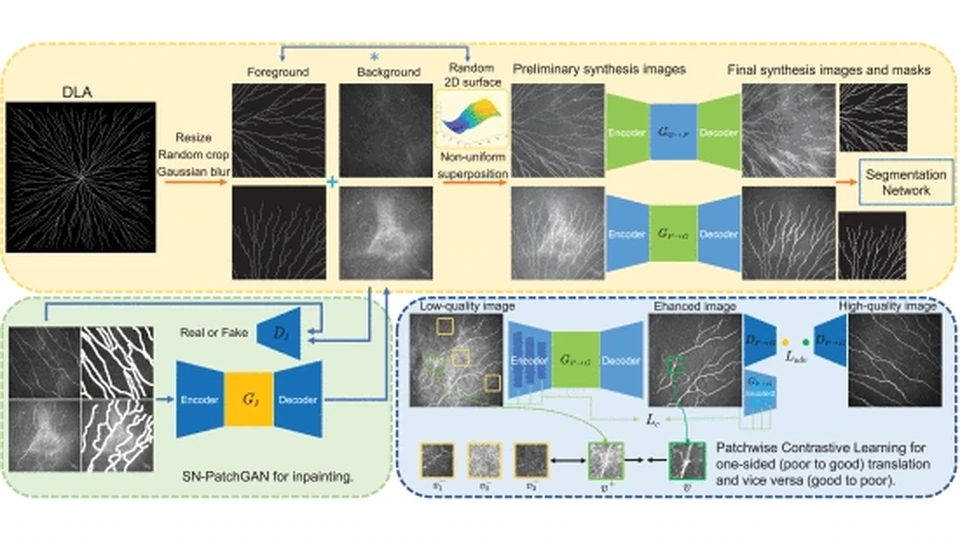 DLA
Resize
Random crop
Gaussian blur
Foreground
Background
*
Random
2D surface
+
Non-uniform
superposition
Preliminary synthesis images
Final synthesis images and masks
Encoder
Decoder
Encoder
Decoder
Segmentation
Network
Real or Fake
Encoder
Decoder
SN-PatchGAN for inpainting.
Low-quality image
Ehanced image
High-quality image
Encoder
Decoder
Patchwise Contrastive Learning for
one-sided (poor to good) translation
and vice versa (good to poor).